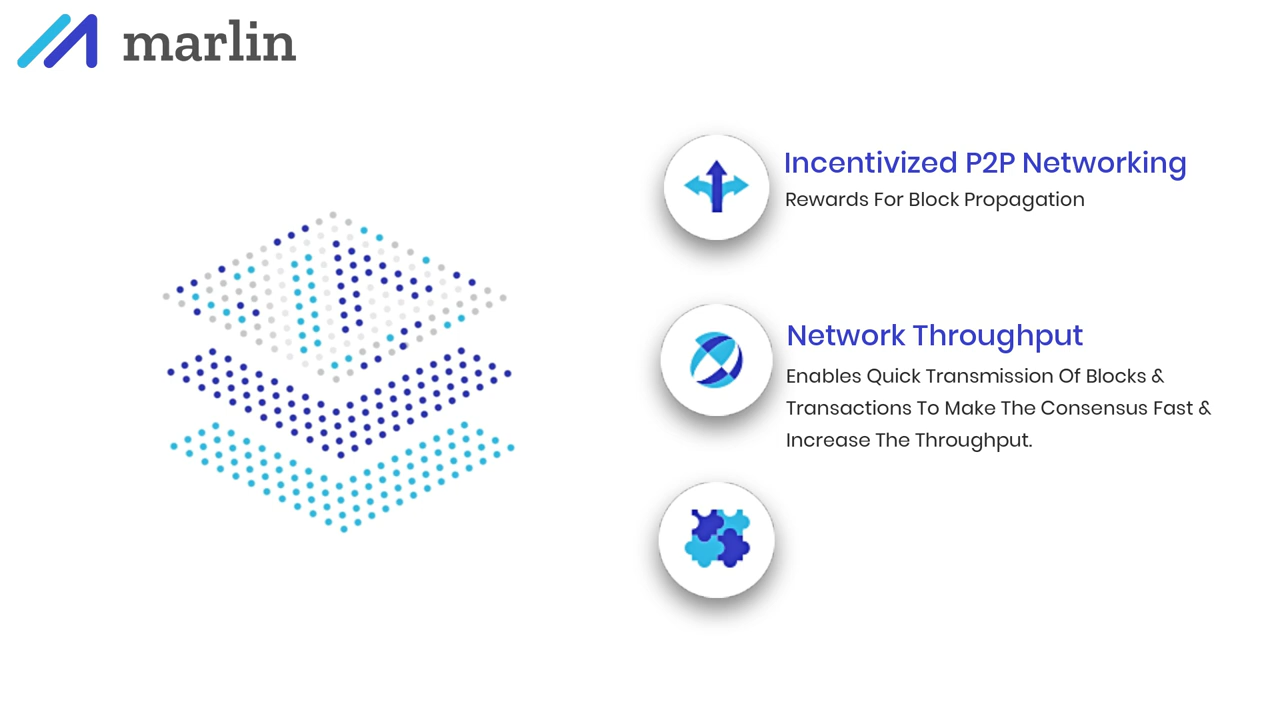 marlin
Incentivized P2P Networking
Rewards For Block Propagation
Network Throughput
Enables Quick Transmission Of Blocks &
Transactions To Make The Consensus Fast &
Increase The Throughput.